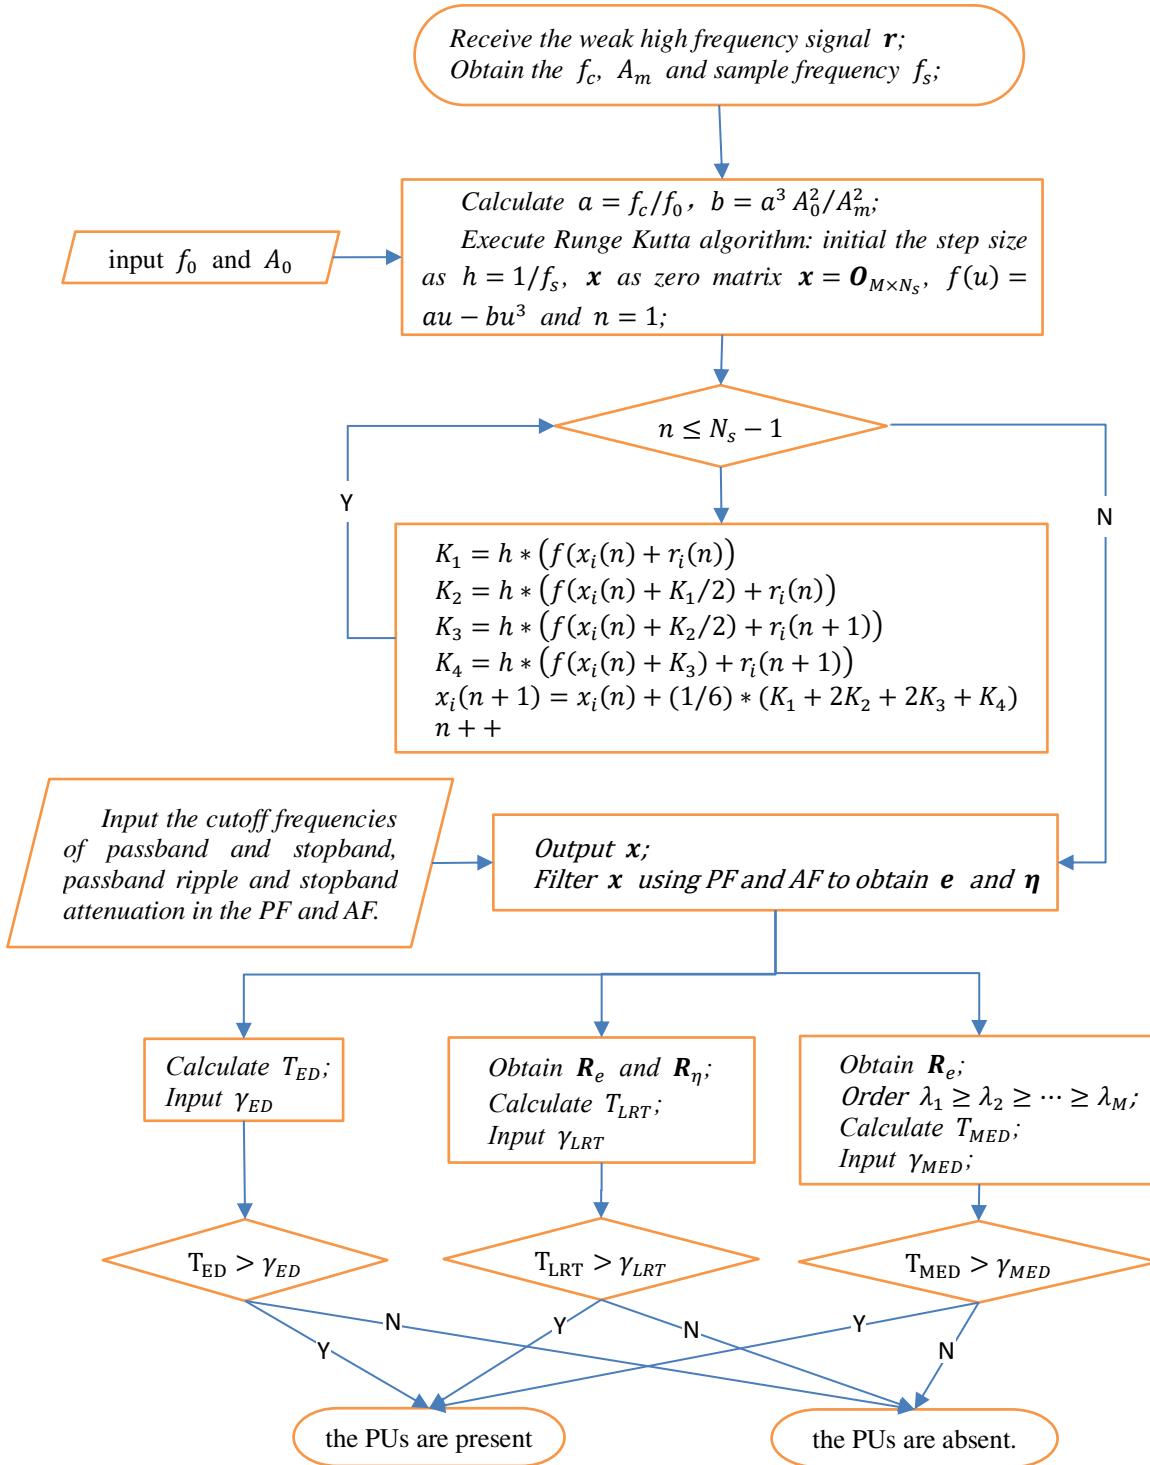 Receive the weak high frequency signal r;
Obtain the f_c, A_m and sample frequency f_s;
Calculate a = f_c/f_0, b = a^3 A_0^2/A_m^2;
Execute Runge Kutta algorithm: initial the step size
as h = 1/f_s, x as zero matrix x = O_{M×N_s}, f(u) =
au − bu^3 and n = 1;
input f_0 and A_0
n ≤ N_s − 1
Y
N
K_1 = h ∗ (f(x_i(n) + r_i(n))
K_2 = h ∗ (f(x_i(n) + K_1/2) + r_i(n))
K_3 = h ∗ (f(x_i(n) + K_2/2) + r_i(n + 1))
K_4 = h ∗ (f(x_i(n) + K_3) + r_i(n + 1))
x_i(n + 1) = x_i(n) + (1/6) ∗ (K_1 + 2K_2 + 2K_3 + K_4)
n + +
Input the cutoff frequencies
of passband and stopband,
passband ripple and stopband
attenuation in the PF and AF.
Output x;
Filter x using PF and AF to obtain e and η
Calculate T_ED;
Input γ_ED
Obtain R_e and R_η;
Calculate T_LRT;
Input γ_LRT
Obtain R_e;
Order λ_1 ≥ λ_2 ≥ ⋯ ≥ λ_M;
Calculate T_MED;
Input γ_MED;
T_ED > γ_ED
T_LRT > γ_LRT
T_MED > γ_MED
Y
N
Y
N
Y
N
the PUs are present
the PUs are absent.